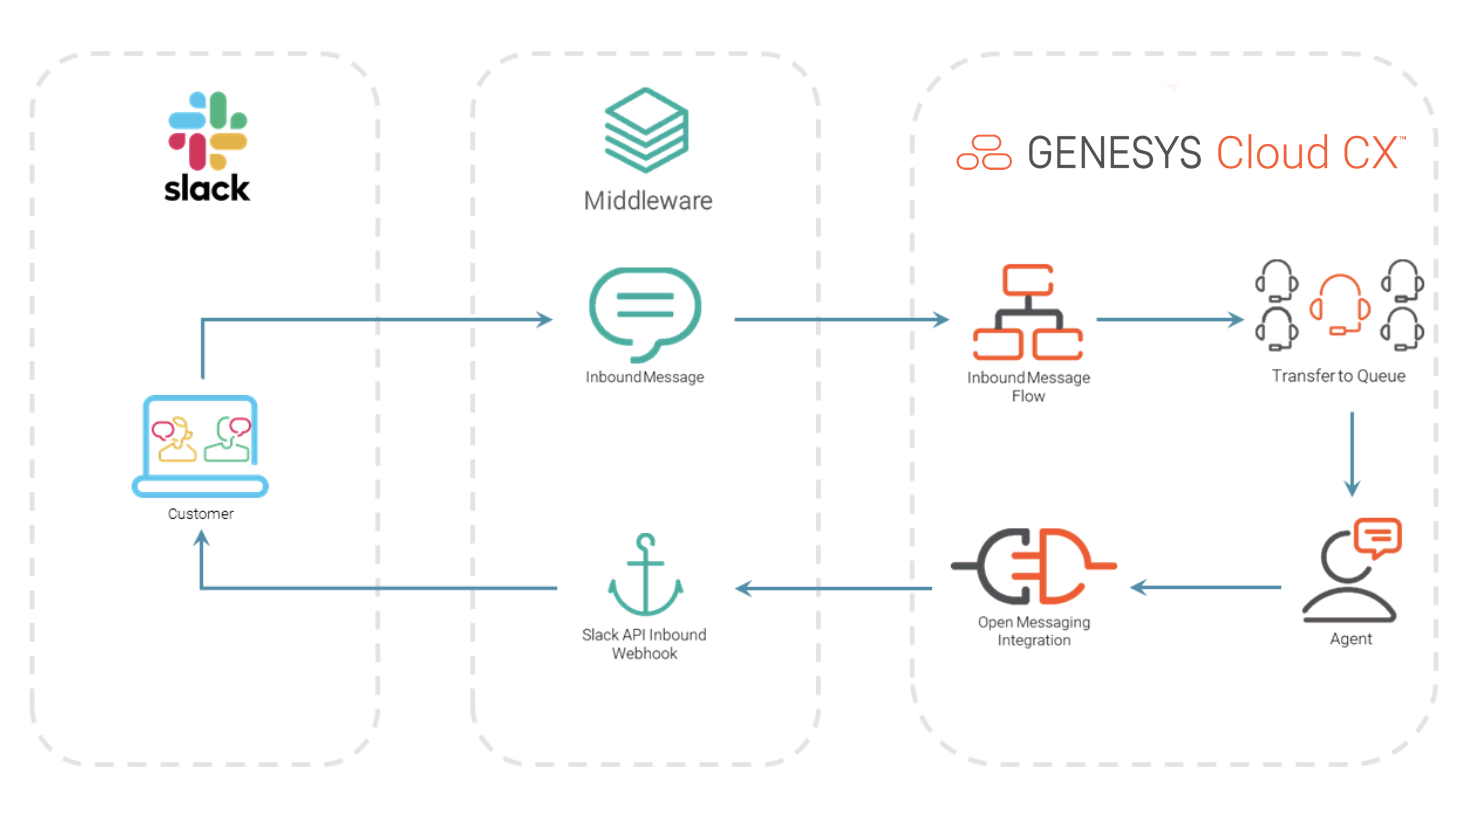 slack
Middleware
GENESYS Cloud CX™
Inbound Message
Inbound Message
Flow
Transfer to Queue
Customer
Slack API Inbound
Webhook
Open Messaging
Integration
Agent